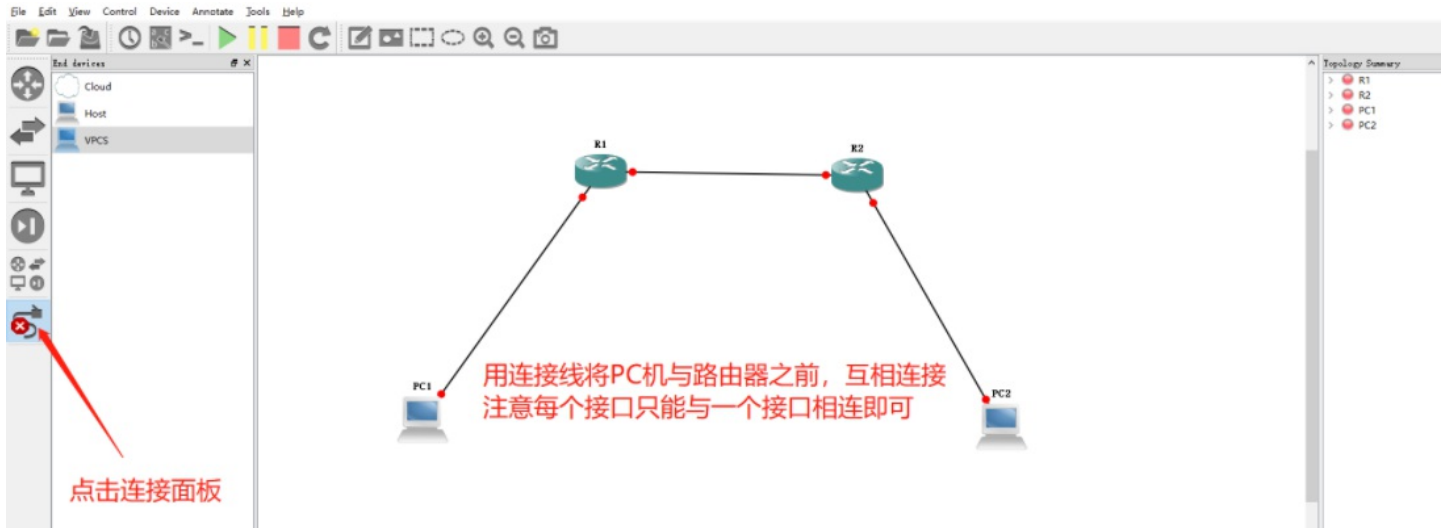 File Edit View Control Device Annotate Tools Help
End devices
Cloud
Host
VPCS
Topology Summary
R1
R2
PC1
PC2
R1
R2
PC1
PC2
用连接线将PC机与路由器之前，互相连接
注意每个接口只能与一个接口相连即可
点击连接面板